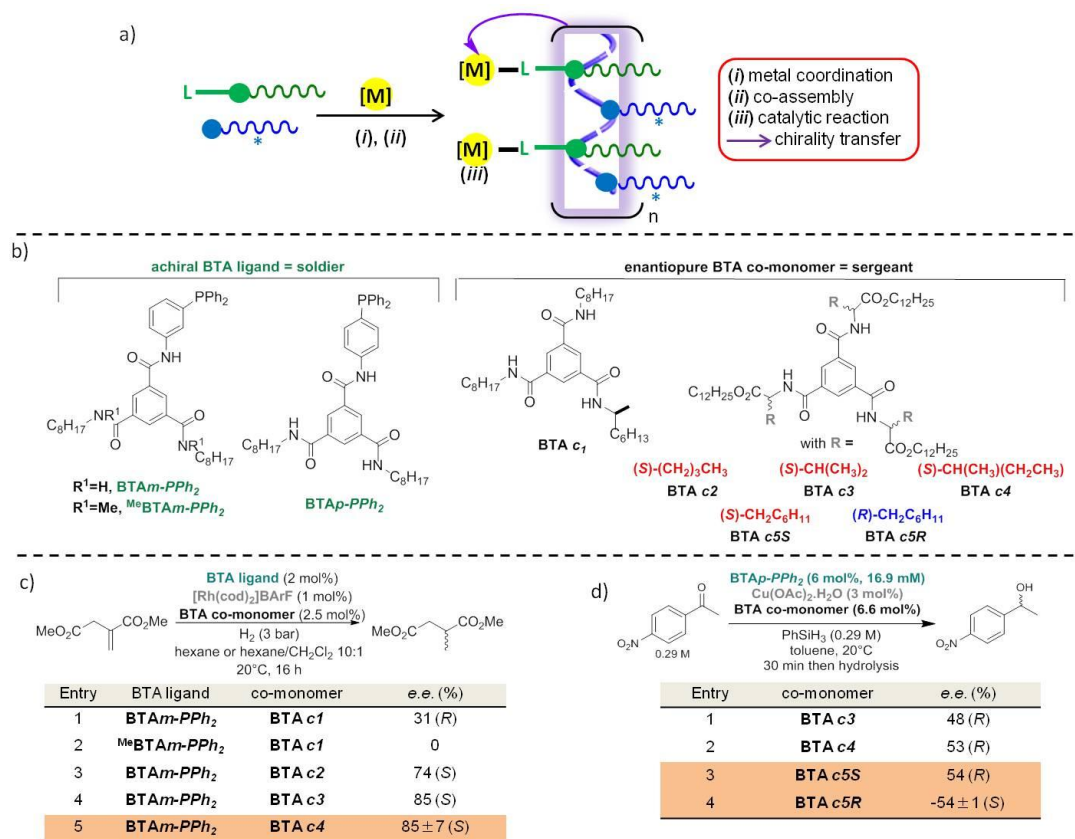 a)
[M]
L
L
[M]
(i), (ii)
*
[M]
L
*
[M]
(iii)
L
*
n
(i) metal coordination
(ii) co-assembly
(iii) catalytic reaction
chirality transfer
b)
achiral BTA ligand = soldier
enantiopure BTA co-monomer = sergeant
PPh₂
O
NH
C₈H₁₇
NR¹
O
O
NR¹
C₈H₁₇
R¹=H, BTAm-PPh₂
R¹=Me, ᴹᵉBTAm-PPh₂
PPh₂
O
NH
C₈H₁₇
NH
O
O
NH
C₈H₁₇
BTAp-PPh₂
C₈H₁₇
NH
O
C₈H₁₇
NH
O
O
HN
C₆H₁₃
BTA c₁
R
CO₂C₁₂H₂₅
O
NH
C₁₂H₂₅
O₂C
H
N
R
O
O
NH
R
CO₂C₁₂H₂₅
with R =
(S)-(CH₂)₃CH₃
BTA c2
(S)-CH(CH₃)₂
BTA c3
(S)-CH(CH₃)(CH₂CH₃)
BTA c4
(S)-CH₂C₆H₁₁
BTA c5S
(R)-CH₂C₆H₁₁
BTA c5R
c)
MeO₂C
CO₂Me
BTA ligand (2 mol%)
[Rh(cod)₂]BArF (1 mol%)
BTA co-monomer (2.5 mol%)
H₂ (3 bar)
hexane or hexane/CH₂Cl₂ 10:1
20°C, 16 h
MeO₂C
CO₂Me
Entry BTA ligand co-monomer e.e. (%)
1 BTAm-PPh₂ BTA c1 31 (R)
2 ᴹᵉBTAm-PPh₂ BTA c1 0
3 BTAm-PPh₂ BTA c2 74 (S)
4 BTAm-PPh₂ BTA c3 85 (S)
5 BTAm-PPh₂ BTA c4 85±7 (S)
d)
O
O₂N
0.29 M
BTAp-PPh₂ (6 mol%, 16.9 mM)
Cu(OAc)₂.H₂O (3 mol%)
BTA co-monomer (6.6 mol%)
PhSiH₃ (0.29 M)
toluene, 20°C
30 min then hydrolysis
OH
O₂N
Entry co-monomer e.e. (%)
1 BTA c3 48 (R)
2 BTA c4 53 (R)
3 BTA c5S 54 (R)
4 BTA c5R -54±1 (S)